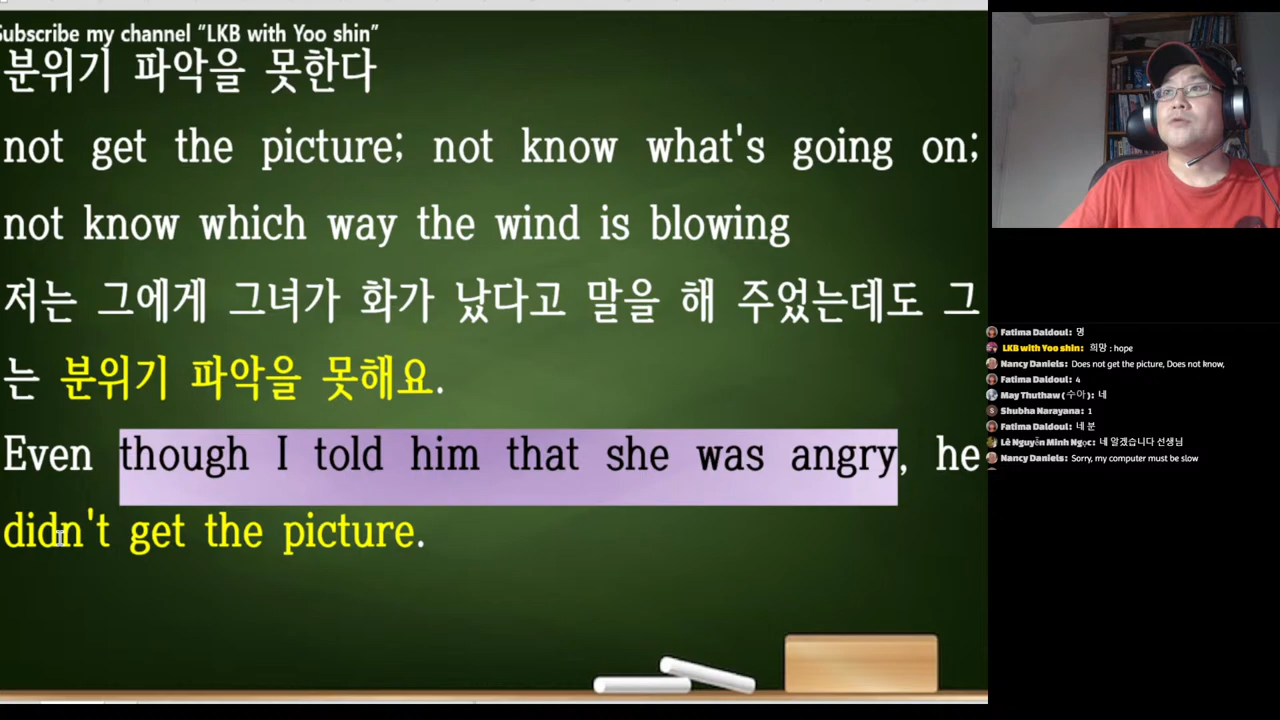 Subscribe my channel "LKB with Yoo shin"
분위기 파악을 못한다
not get the picture; not know what's going on;
not know which way the wind is blowing
저는 그에게 그녀가 화가 났다고 말을 해 주었는데도 그
는 분위기 파악을 못해요.
Even though I told him that she was angry, he
didn't get the picture.
Fatima Daldoul: 명
LKB with Yoo shin: 희망 : hope
Nancy Daniels: Does not get the picture, Does not know,
Fatima Daldoul: 4
May Thuthaw ( 수아 ): 네
Shubha Narayana: 1
Fatima Daldoul: 네 분
Lê Nguyễn Minh Ngọc: 네 알겠습니다 선생님
Nancy Daniels: Sorry, my computer must be slow